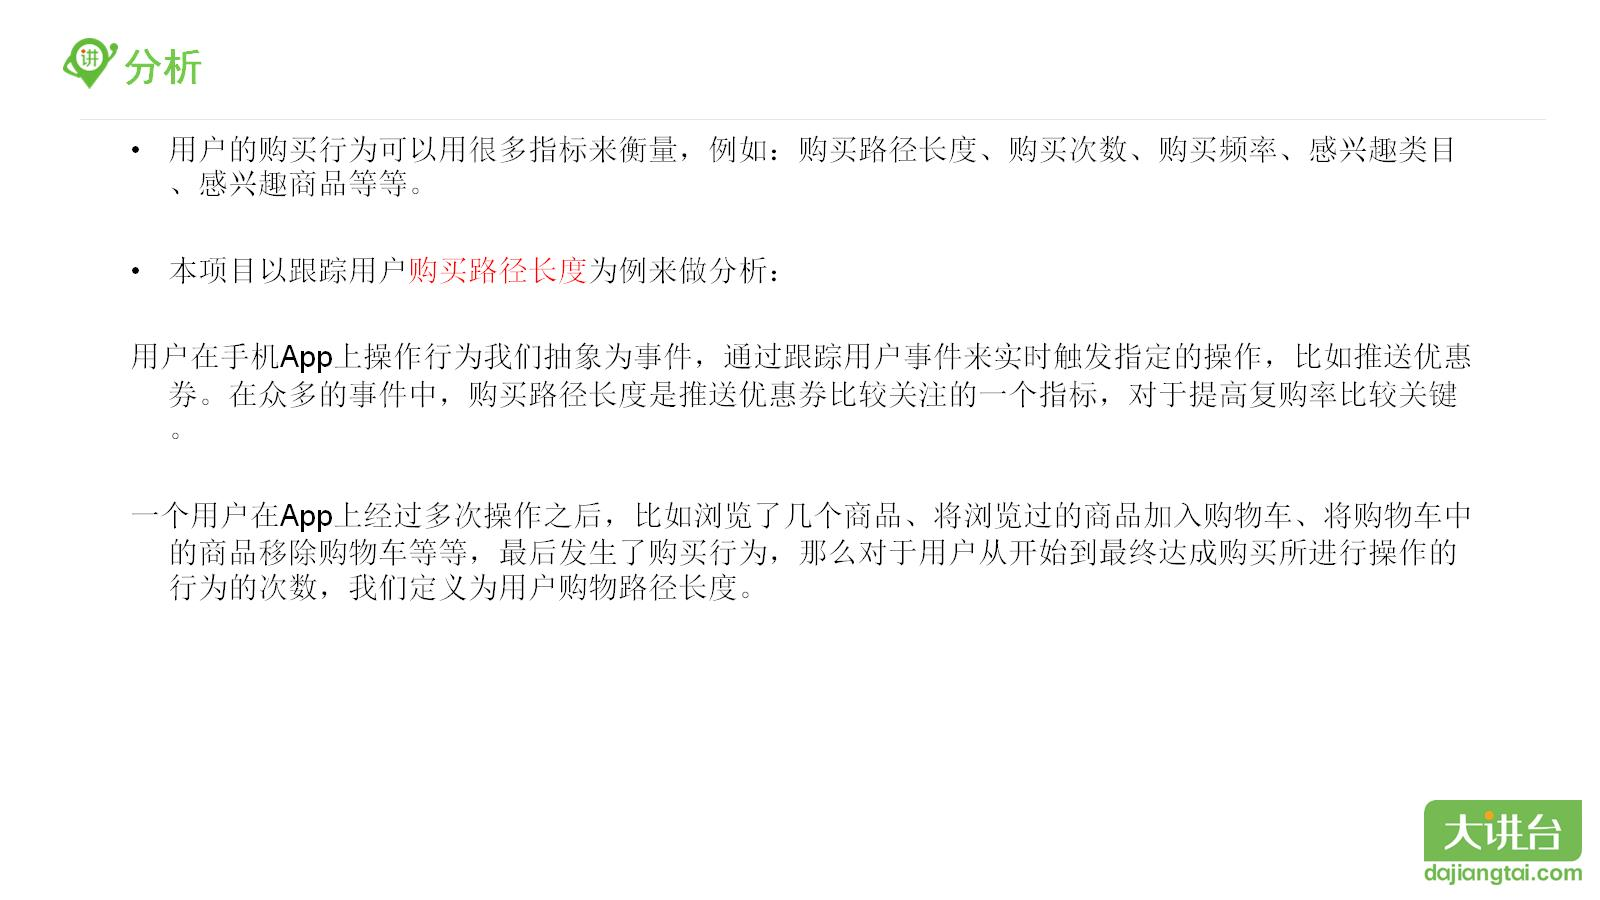 讲 分析
• 用户的购买行为可以用很多指标来衡量，例如：购买路径长度、购买次数、购买频率、感兴趣类目
、感兴趣商品等等。
• 本项目以跟踪用户购买路径长度为例来做分析：
用户在手机App上操作行为我们抽象为事件，通过跟踪用户事件来实时触发指定的操作，比如推送优惠
券。在众多的事件中，购买路径长度是推送优惠券比较关注的一个指标，对于提高复购率比较关键
。
一个用户在App上经过多次操作之后，比如浏览了几个商品、将浏览过的商品加入购物车、将购物车中
的商品移除购物车等等，最后发生了购买行为，那么对于用户从开始到最终达成购买所进行操作的
行为的次数，我们定义为用户购物路径长度。
大讲台
dajiangtai.com